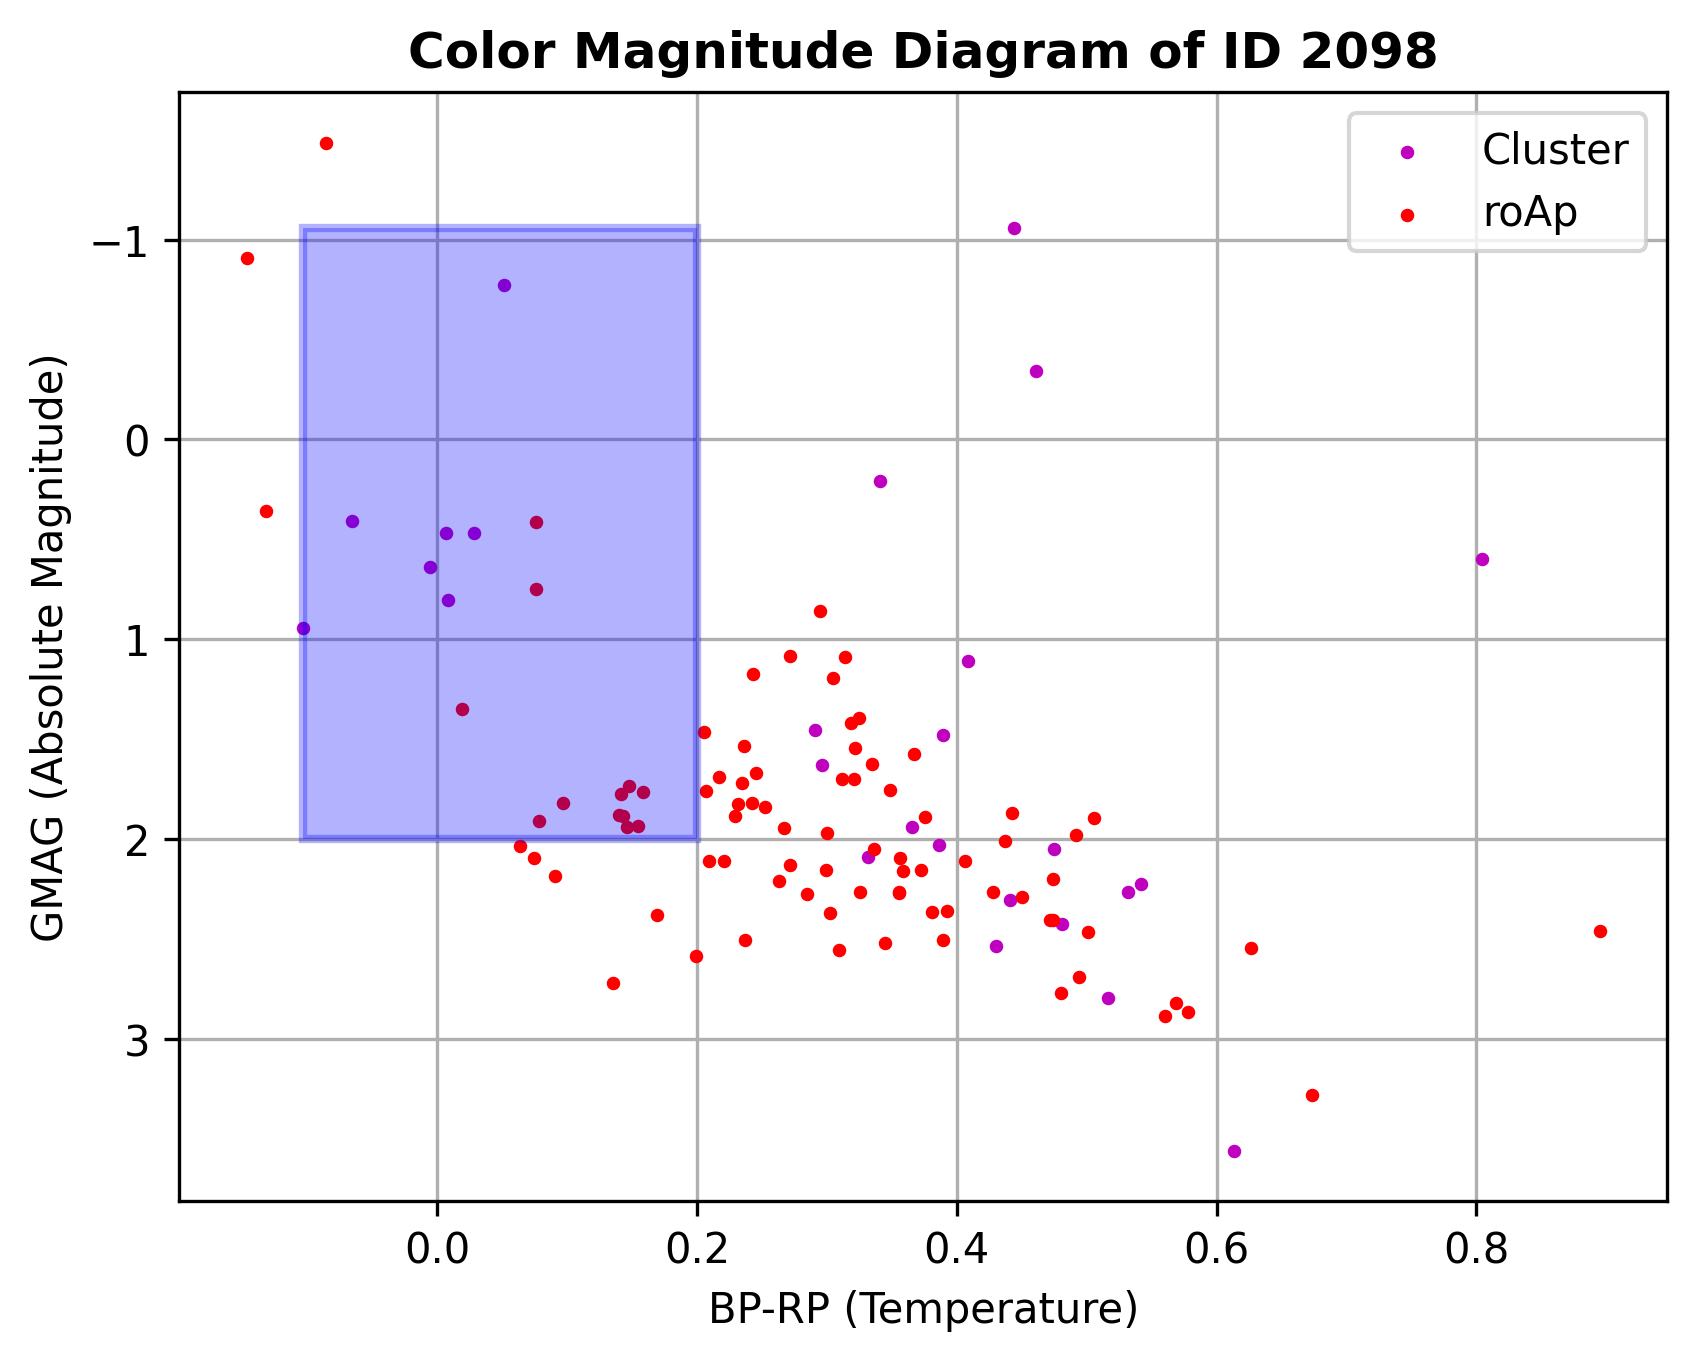 Color Magnitude Diagram of ID 2098
Cluster
roAp
GMAG (Absolute Magnitude)
−1
0
1
2
3
0.0 0.2 0.4 0.6 0.8
BP-RP (Temperature)